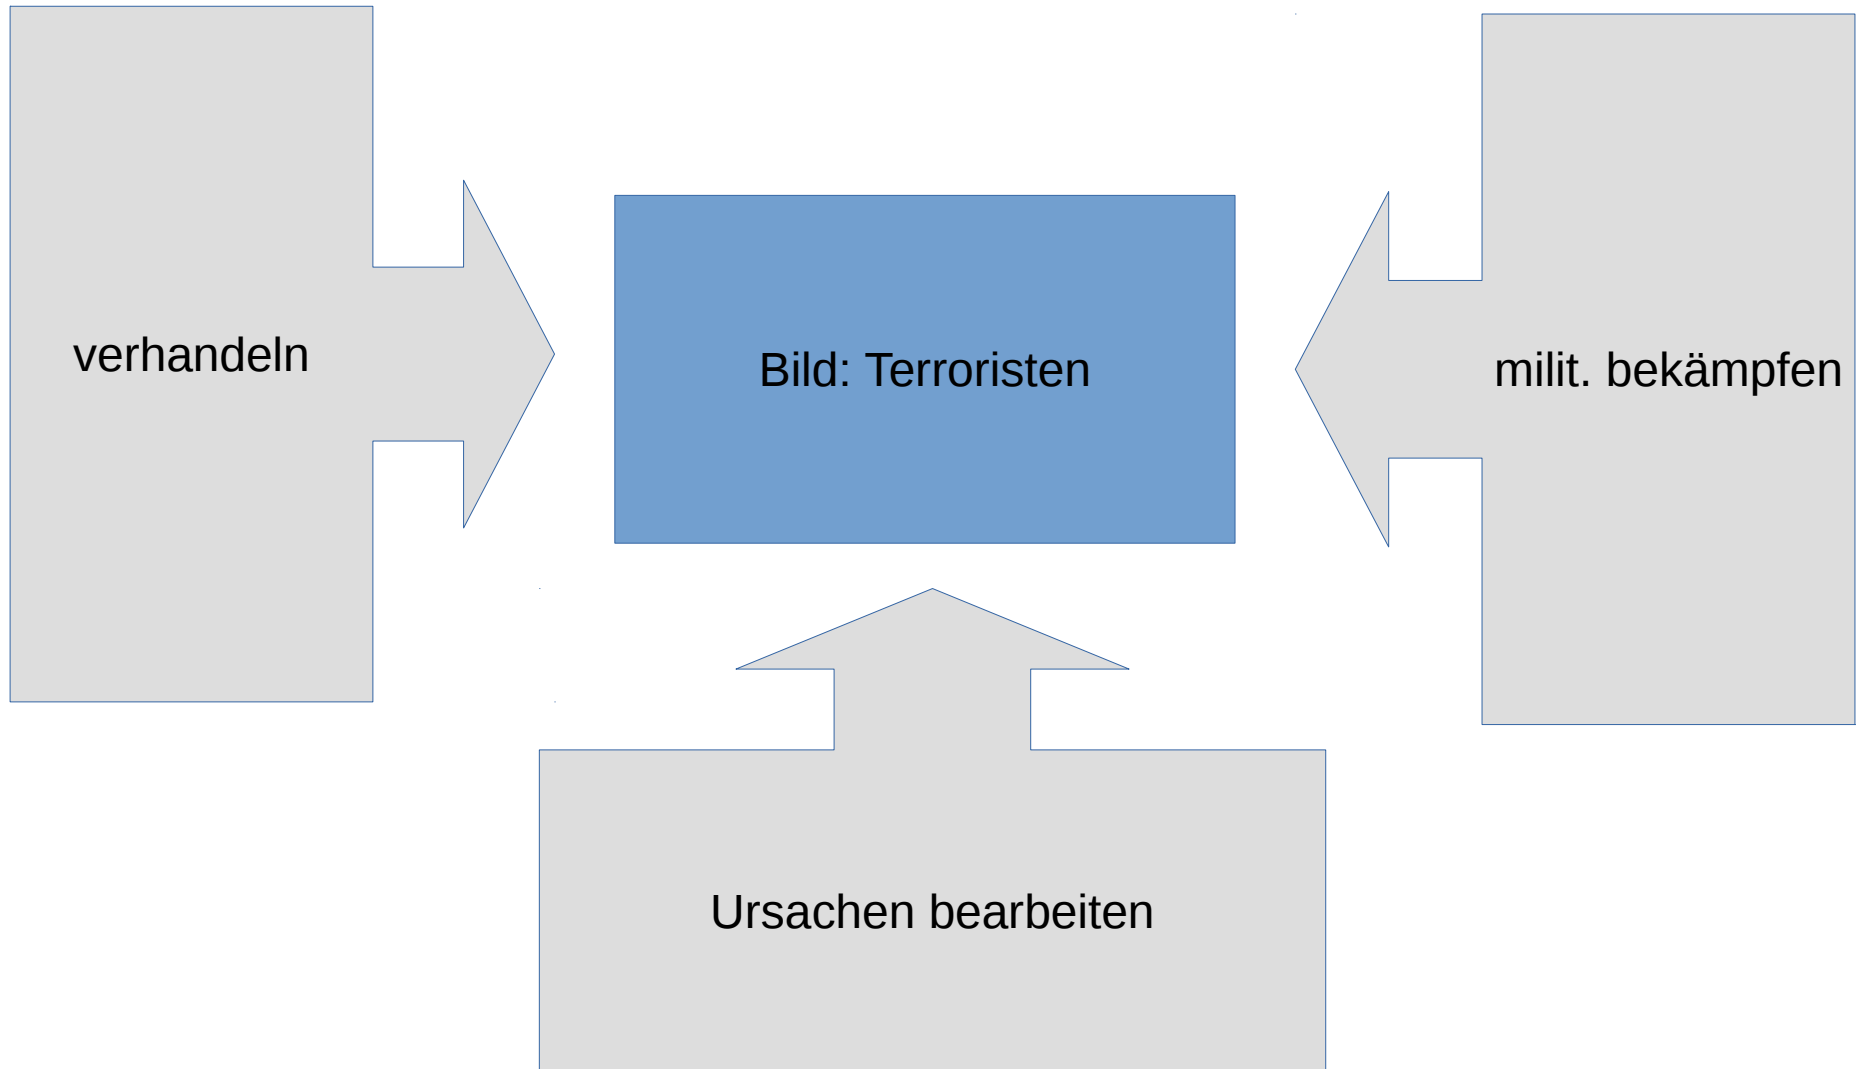 verhandeln
Bild: Terroristen
milit. bekämpfen
Ursachen bearbeiten